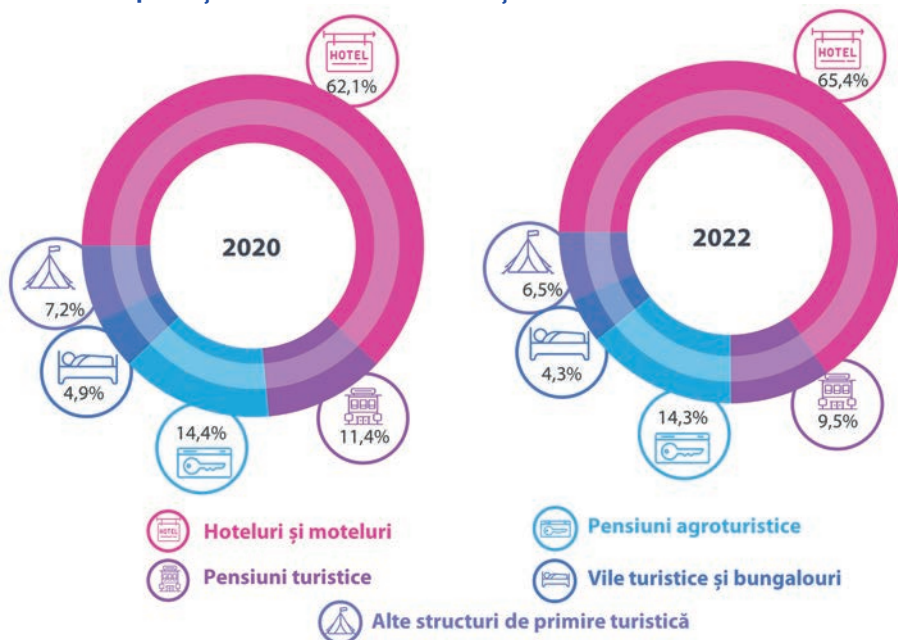 HOTEL
62,1%
2020
7,2%
4,9%
14,4%
11,4%
HOTEL
65,4%
2022
6,5%
4,3%
14,3%
9,5%
HOTEL
Hoteluri și moteluri
Pensiuni agroturistice
Pensiuni turistice
Vile turistice și bungalouri
Alte structuri de primire turistică